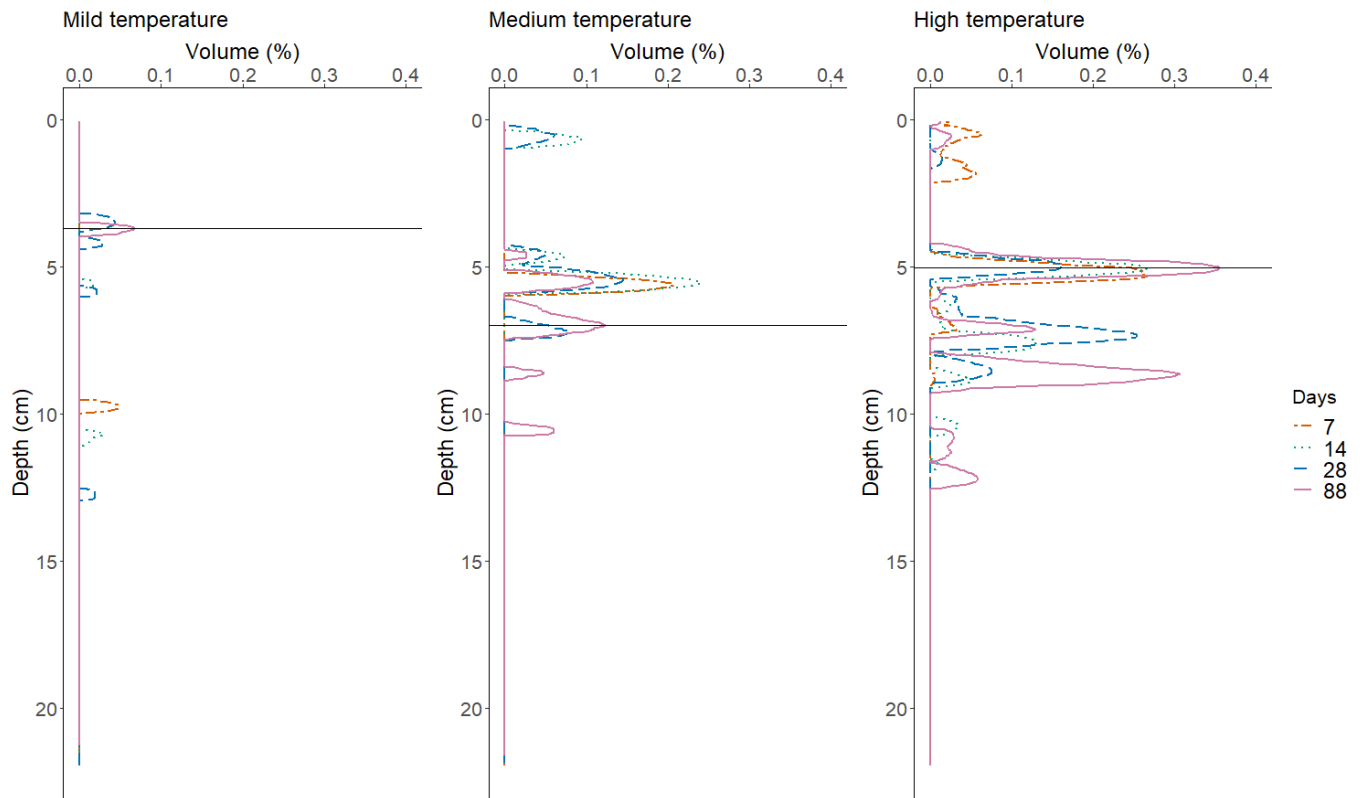 Mild temperature
Volume (%)
0.0 0.1 0.2 0.3 0.4
0
5
10
15
20
Depth (cm)
Medium temperature
Volume (%)
0.0 0.1 0.2 0.3 0.4
0
5
10
15
20
Depth (cm)
High temperature
Volume (%)
0.0 0.1 0.2 0.3 0.4
0
5
10
15
20
Depth (cm)
Days
7
14
28
88